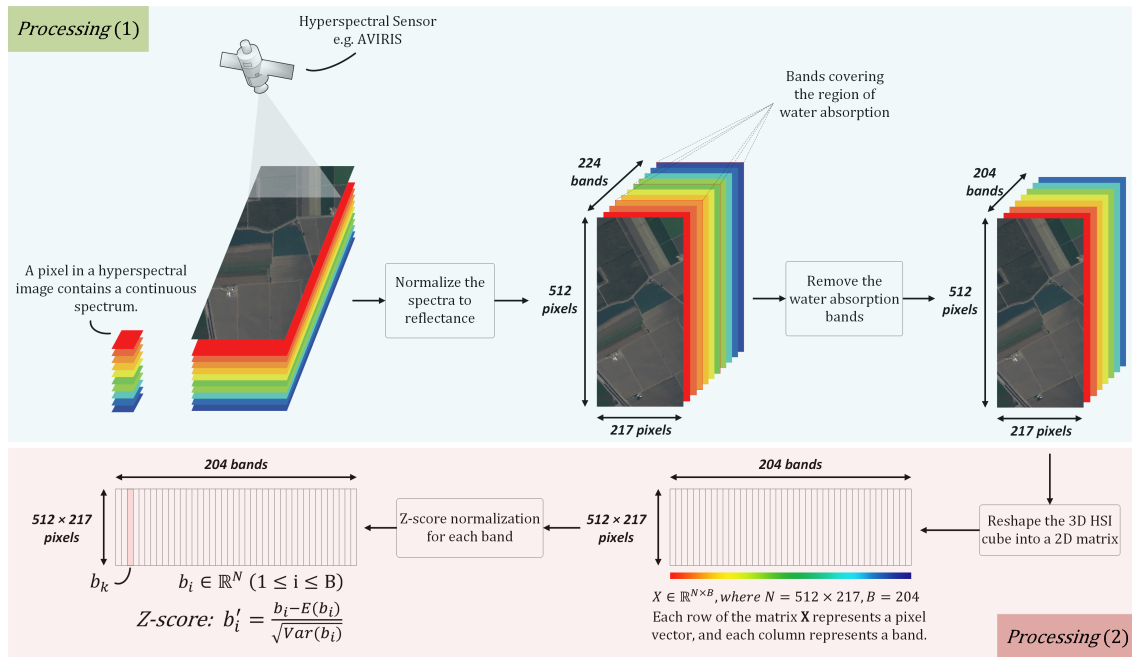 Processing (1)
Hyperspectral Sensor
e.g. AVIRIS
A pixel in a hyperspectral
image contains a continuous
spectrum.
Normalize the
spectra to
reflectance
Bands covering
the region of
water absorption
224
bands
512
pixels
217 pixels
Remove the
water absorption
bands
204
bands
512
pixels
217 pixels
Reshape the 3D HSI
cube into a 2D matrix
204 bands
512 × 217
pixels
X ∈ ℝ^{N×B}, where N = 512 × 217, B = 204
Each row of the matrix X represents a pixel
vector, and each column represents a band.
Z-score normalization
for each band
204 bands
512 × 217
pixels
b_k
b_i ∈ ℝ^N (1 ≤ i ≤ B)
Z-score: b_i′ = \frac{b_i−E(b_i)}{\sqrt{Var(b_i)}}
Processing (2)